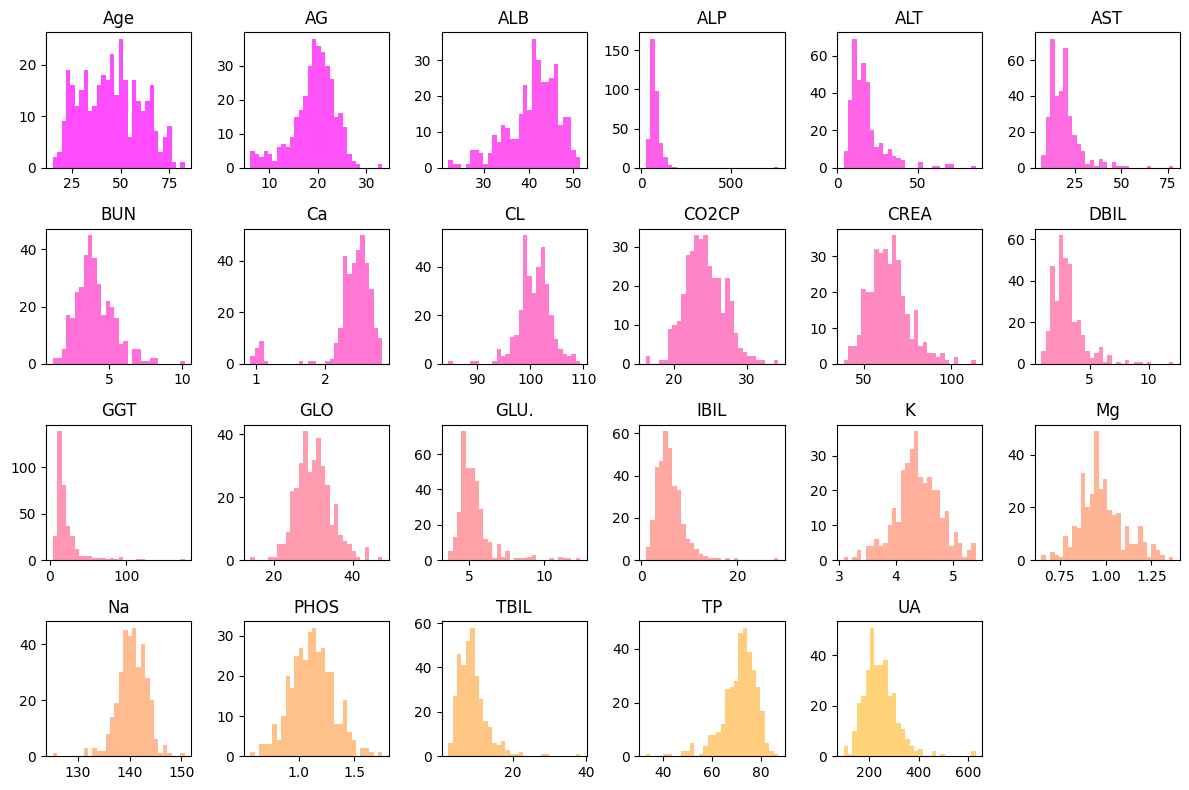 Age AG ALB ALP ALT AST
20 10 0 25 50 75
30 20 10 0 10 20 30
30 20 10 0 30 40 50
150 100 50 0 0 500
60 40 20 0 0 50
60 40 20 0 25 50 75
BUN Ca CL CO2CP CREA DBIL
40 20 0 5 10
40 20 0 1 2
40 20 0 90 100 110
30 20 10 0 20 30
30 20 10 0 50 100
60 40 20 0 5 10
GGT GLO GLU. IBIL K Mg
100 50 0 0 100
40 20 0 20 40
60 40 20 0 5 10
60 40 20 0 0 20
30 20 10 0 3 4 5
40 20 0 0.75 1.00 1.25
Na PHOS TBIL TP UA
40 20 0 130 140 150
30 20 10 0 1.0 1.5
60 40 20 0 20 40
40 20 0 40 60 80
40 20 0 200 400 600